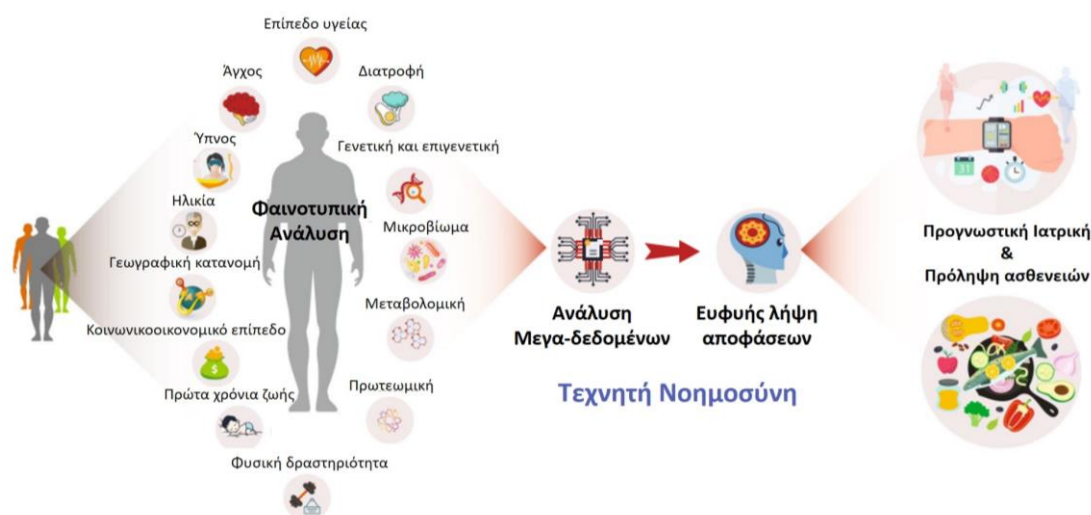 Επίπεδο υγείας
Άγχος
Διατροφή
Ύπνος
Γενετική και επιγενετική
Ηλικία
Φαινοτυπική
Ανάλυση
Μικροβίωμα
Γεωγραφική κατανομή
Μεταβολομική
Κοινωνικοοικονομικό επίπεδο
Πρωτεωμική
Πρώτα χρόνια ζωής
Φυσική δραστηριότητα
$
Ανάλυση
Μεγα-δεδομένων
Ευφυής λήψη
αποφάσεων
Τεχνητή Νοημοσύνη
31
Προγνωστική Ιατρική
&
Πρόληψη ασθενειών